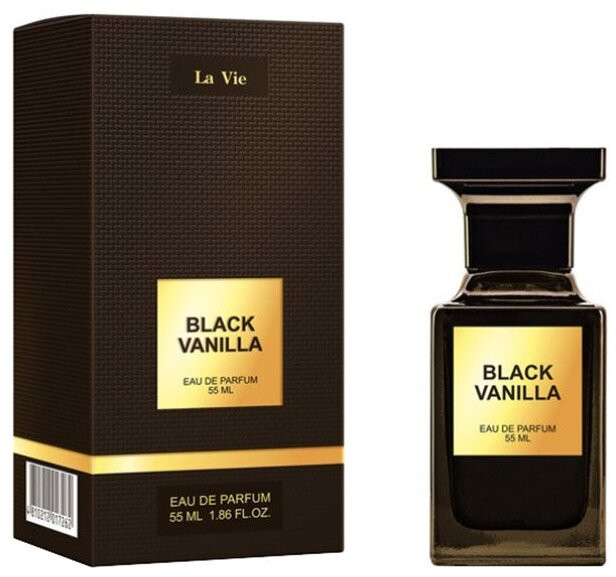 La Vie
BLACK
VANILLA
EAU DE PARFUM
55 ML
EAU DE PARFUM
55 ML 1.86 FL.OZ.
4810212017262
BLACK
VANILLA
EAU DE PARFUM
55 ML